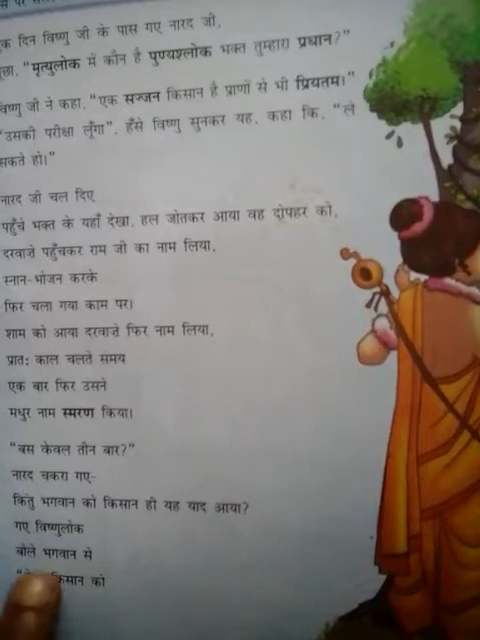 एक दिन विष्णु जी के पास गए नारद जी,
"मृत्युलोक में कौन है पुण्यश्लोक भक्त तुम्हारा प्रधान?"
विष्णु जी ने कहा, "एक सज्जन किसान है प्राणों से भी प्रियतम।"
"उसकी परीक्षा लूँगा", हँसे विष्णु सुनकर यह, कहा कि, "ले
सकते हो।"
नारद जी चल दिए
पहुँचे भक्त के यहाँ देखा, हल जोतकर आया वह दोपहर को,
दरवाज़े पहुँचकर राम जी का नाम लिया,
स्नान-भोजन करके
फिर चला गया काम पर।
शाम को आया दरवाज़े फिर नाम लिया,
प्रातः काल चलते समय
एक बार फिर उसने
मधुर नाम स्मरण किया।
"बस केवल तीन बार?"
नारद चकरा गए-
किंतु भगवान को किसान ही यह याद आया?
गए विष्णुलोक
बोले भगवान से
किसान को